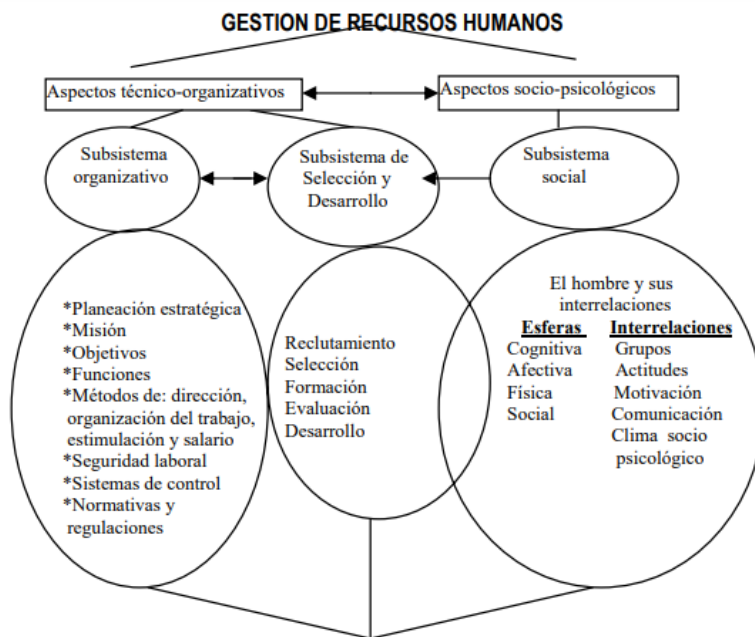 GESTION DE RECURSOS HUMANOS
Aspectos técnico-organizativos
Aspectos socio-psicológicos
Subsistema
organizativo
Subsistema de
Selección y
Desarrollo
Subsistema
social
*Planeación estratégica
*Misión
*Objetivos
*Funciones
*Métodos de: dirección,
organización del trabajo,
estimulación y salario
*Seguridad laboral
*Sistemas de control
*Normativas y
regulaciones
Reclutamiento
Selección
Formación
Evaluación
Desarrollo
El hombre y sus
interrelaciones
Esferas Interrelaciones
Cognitiva Grupos
Afectiva Actitudes
Física Motivación
Social Comunicación
Clima socio
psicológico